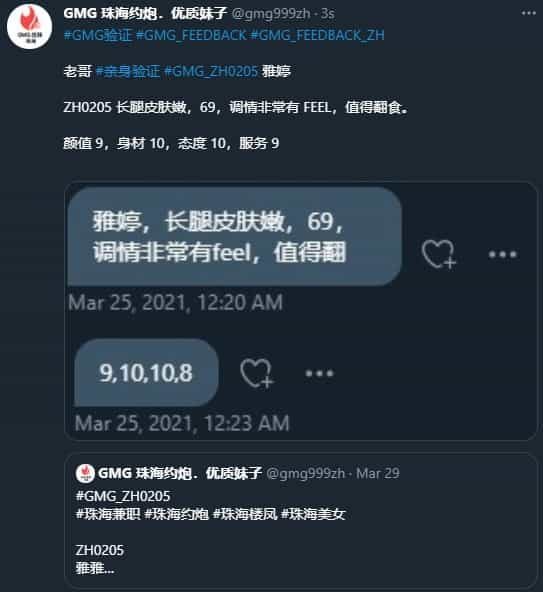 GMG 珠海约炮．优质妹子 @gmg999zh · 3s
#GMG验证 #GMG_FEEDBACK #GMG_FEEDBACK_ZH
老哥 #亲身验证 #GMG_ZH0205 雅婷
ZH0205 长腿皮肤嫩，69，调情非常有 FEEL，值得翻食。
颜值 9，身材 10，态度 10，服务 9
雅婷，长腿皮肤嫩，69，
调情非常有feel，值得翻
Mar 25, 2021, 12:20 AM
9,10,10,8
Mar 25, 2021, 12:23 AM
GMG 珠海约炮．优质妹子 @gmg999zh · Mar 29
#GMG_ZH0205
#珠海兼职 #珠海约炮 #珠海楼凤 #珠海美女
ZH0205
雅雅...